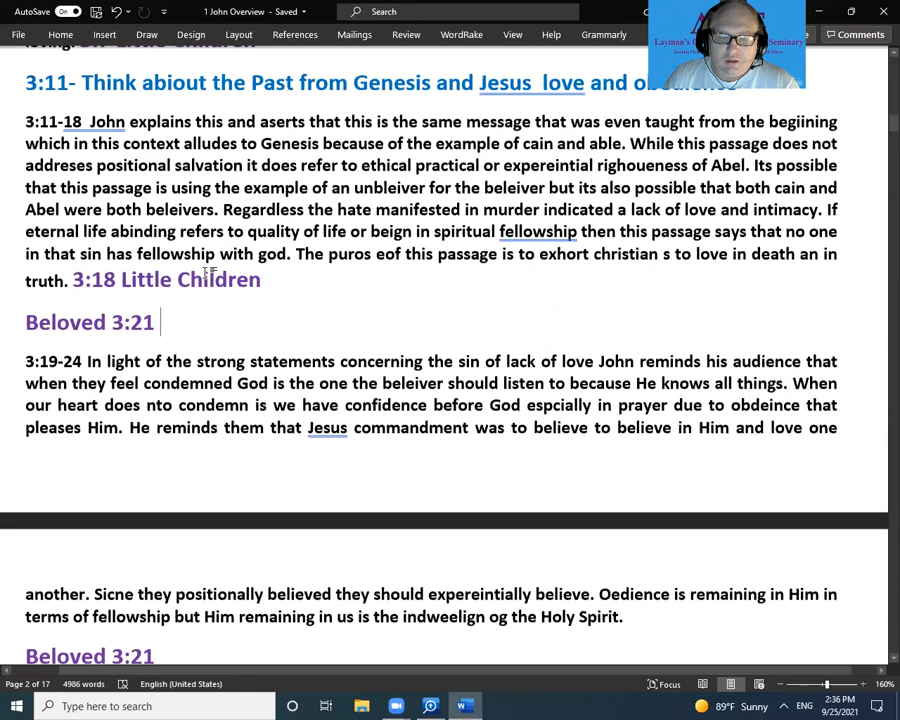 AutoSave On 1 John Overview - Saved Search
File Home Insert Draw Design Layout References Mailings Review View WordRake Help Grammarly Comments
3:11- Think abiout the Past from Genesis and Jesus love and
3:11-18 John explains this and aserts that this is the same message that was even taught from the begiining
which in this context alludes to Genesis because of the example of cain and able. While this passage does not
addreses positional salvation it does refer to ethical practical or expereintial righoueness of Abel. Its possible
that this passage is using the example of an unbleiver for the beleiver but its also possible that both cain and
Abel were both beleivers. Regardless the hate manifested in murder indicated a lack of love and intimacy. If
eternal life abinding refers to quality of life or beign in spiritual fellowship then this passage says that no one
in that sin has fellowship with god. The puros eof this passage is to exhort christian s to love in death an in
truth. 3:18 Little Children
Beloved 3:21
3:19-24 In light of the strong statements concerning the sin of lack of love John reminds his audience that
when they feel condemned God is the one the beleiver should listen to because He knows all things. When
our heart does nto condemn is we have confidence before God espcially in prayer due to obdeince that
pleases Him. He reminds them that Jesus commandment was to believe to believe in Him and love one
another. Sicne they positionally believed they should expereintially believe. Oedience is remaining in Him in
terms of fellowship but Him remaining in us is the indweelign og the Holy Spirit.
Beloved 3:21
Page 2 of 17 4986 words English (United States) Focus 160%
Type here to search 89°F Sunny 2:36 PM
9/25/2021